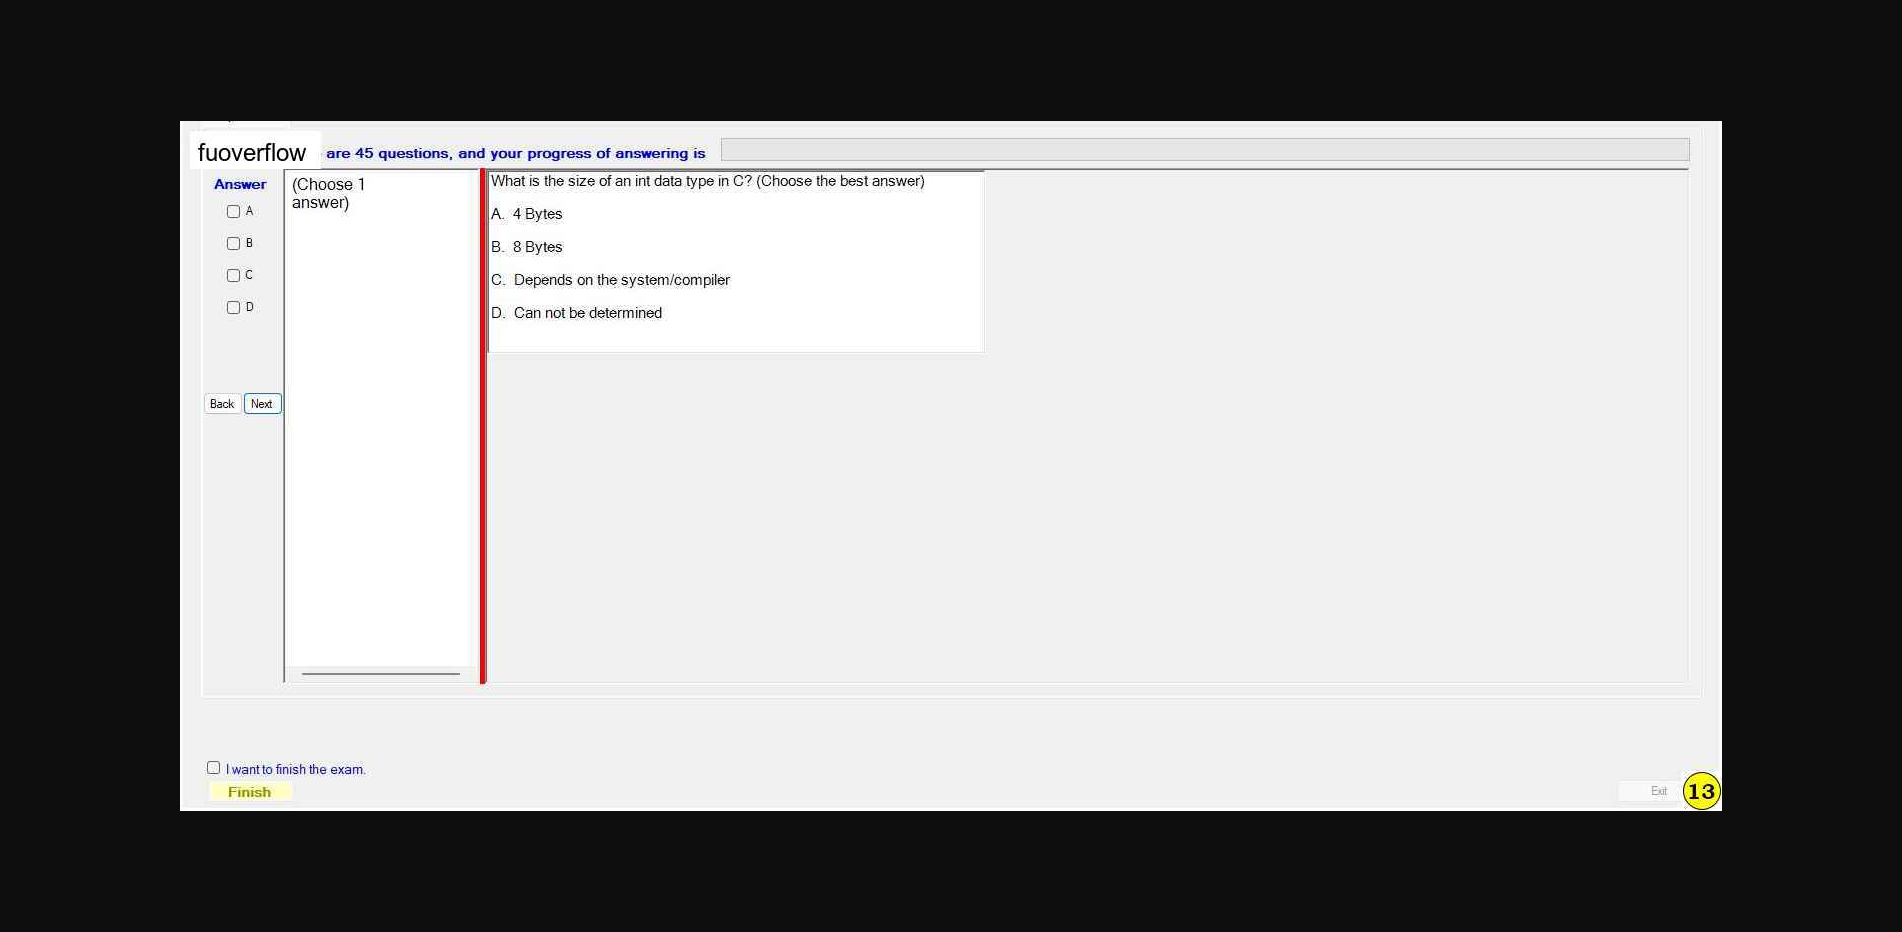 fuoverflow are 45 questions, and your progress of answering is
Answer
A
B
C
D
Back Next
(Choose 1
answer)
What is the size of an int data type in C? (Choose the best answer)
A. 4 Bytes
B. 8 Bytes
C. Depends on the system/compiler
D. Can not be determined
I want to finish the exam.
Finish
Exit
13